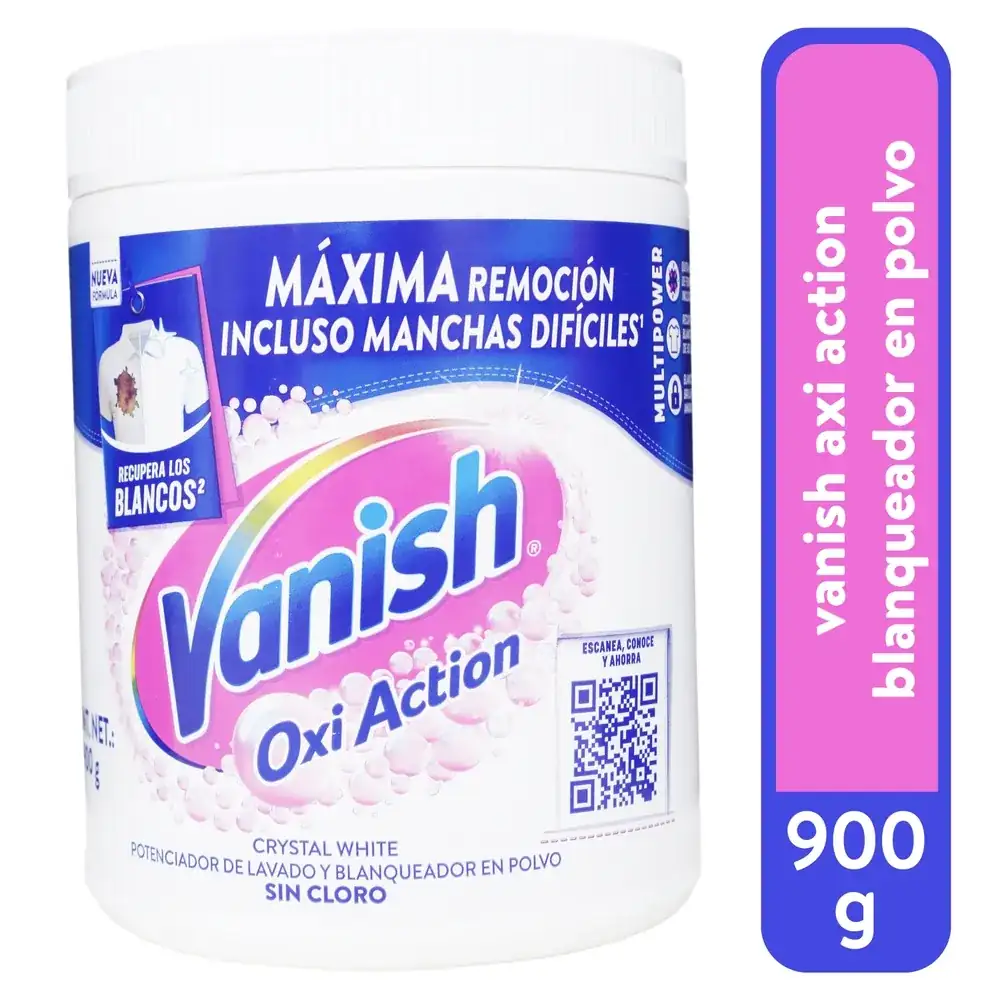 NUEVA
FÓRMULA
MÁXIMA REMOCIÓN
INCLUSO MANCHAS DIFÍCILES¹
MULTIPOWER
RECUPERA LOS
BLANCOS²
Vanish®
Oxi Action
ESCANEA, CONOCE
Y AHORRA
NET.:
CRYSTAL WHITE
POTENCIADOR DE LAVADO Y BLANQUEADOR EN POLVO
SIN CLORO
vanish axi action
blanqueador en polvo
900
g